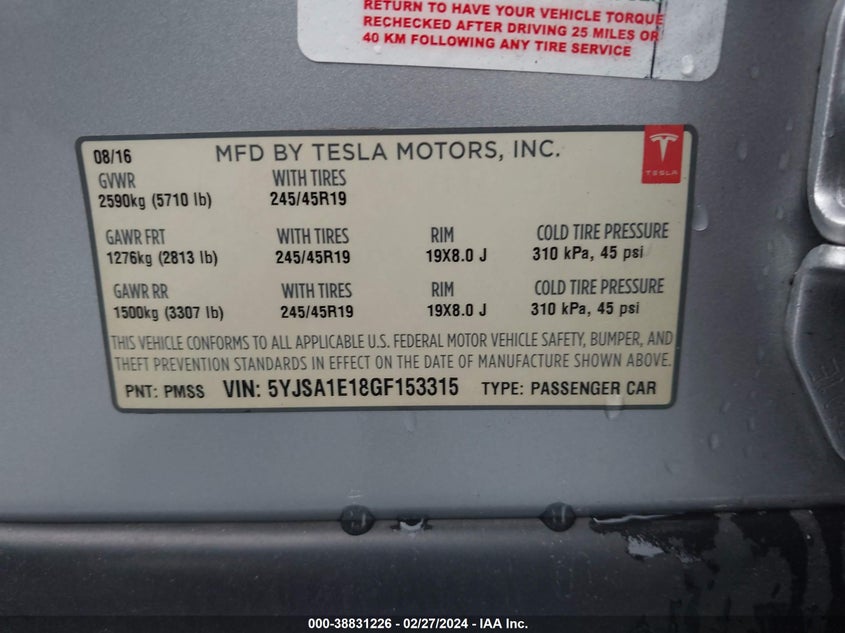 RETURN TO HAVE YOUR VEHICLE TORQUE
RECHECKED AFTER DRIVING 25 MILES OR
40 KM FOLLOWING ANY TIRE SERVICE
08/16 MFD BY TESLA MOTORS, INC.
TESLA
GVWR WITH TIRES
2590kg (5710 lb) 245/45R19
GAWR FRT WITH TIRES RIM COLD TIRE PRESSURE
1276kg (2813 lb) 245/45R19 19X8.0 J 310 kPa, 45 psi
GAWR RR WITH TIRES RIM COLD TIRE PRESSURE
1500kg (3307 lb) 245/45R19 19X8.0 J 310 kPa, 45 psi
THIS VEHICLE CONFORMS TO ALL APPLICABLE U.S. FEDERAL MOTOR VEHICLE SAFETY, BUMPER, AND
THEFT PREVENTION STANDARDS IN EFFECT ON THE DATE OF MANUFACTURE SHOWN ABOVE.
PNT: PMSS VIN: 5YJSA1E18GF153315 TYPE: PASSENGER CAR
000-38831226 - 02/27/2024 - IAA Inc.